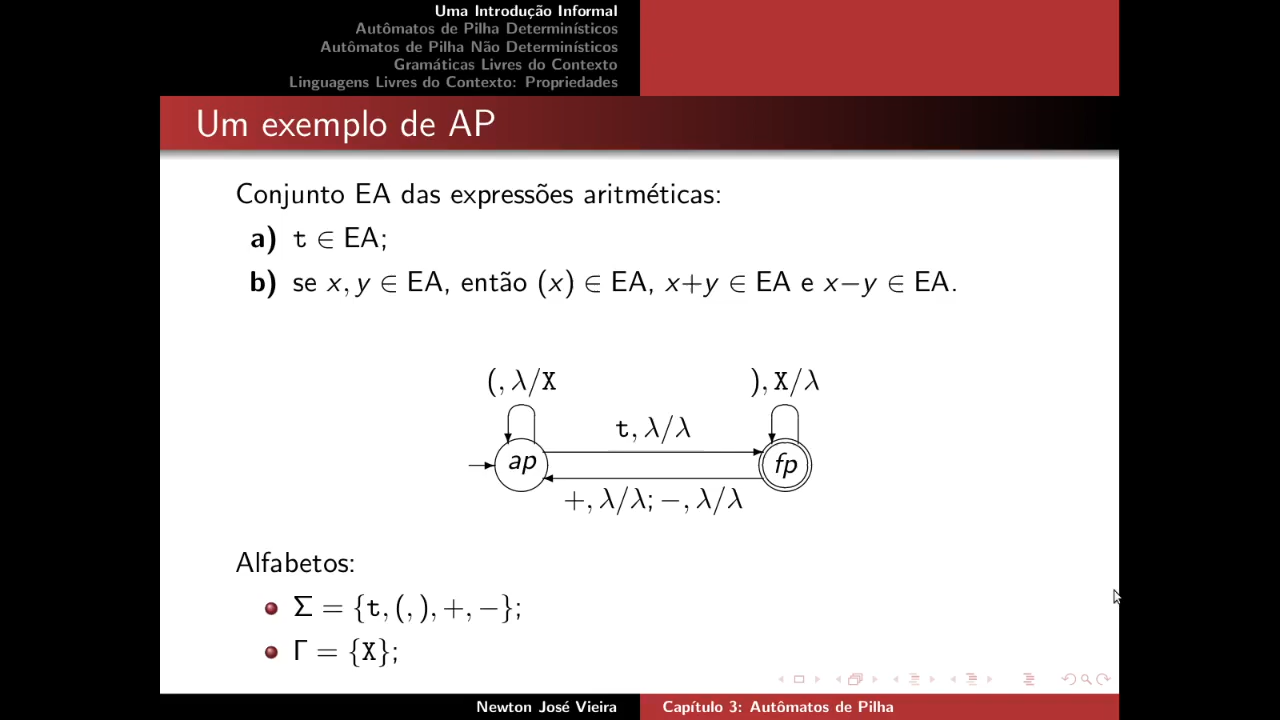 Uma Introdução Informal
Autômatos de Pilha Determinísticos
Autômatos de Pilha Não Determinísticos
Gramáticas Livres do Contexto
Linguagens Livres do Contexto: Propriedades
Um exemplo de AP
Conjunto EA das expressões aritméticas:
a) t ∈ EA;
b) se x, y ∈ EA, então (x) ∈ EA, x+y ∈ EA e x−y ∈ EA.
(, λ/X
), X/λ
t, λ/λ
ap
fp
+, λ/λ; −, λ/λ
Alfabetos:
Σ = {t, (, ), +, −};
Γ = {X};
Newton José Vieira
Capítulo 3: Autômatos de Pilha